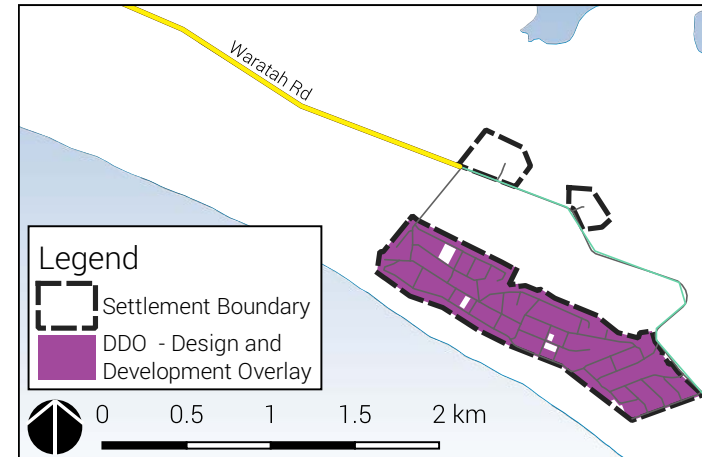 Waratah Rd
Legend
Settlement Boundary
DDO - Design and
Development Overlay
0 0.5 1 1.5 2 km